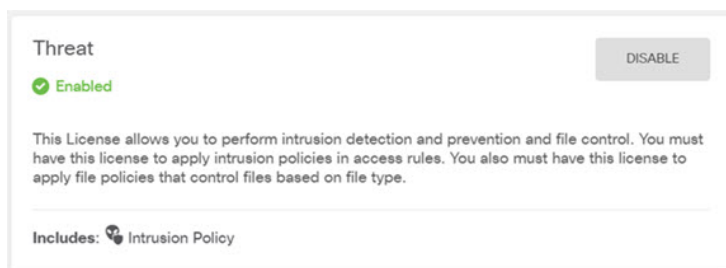 Threat
DISABLE
Enabled
This License allows you to perform intrusion detection and prevention and file control. You must
have this license to apply intrusion policies in access rules. You also must have this license to
apply file policies that control files based on file type.
Includes: Intrusion Policy